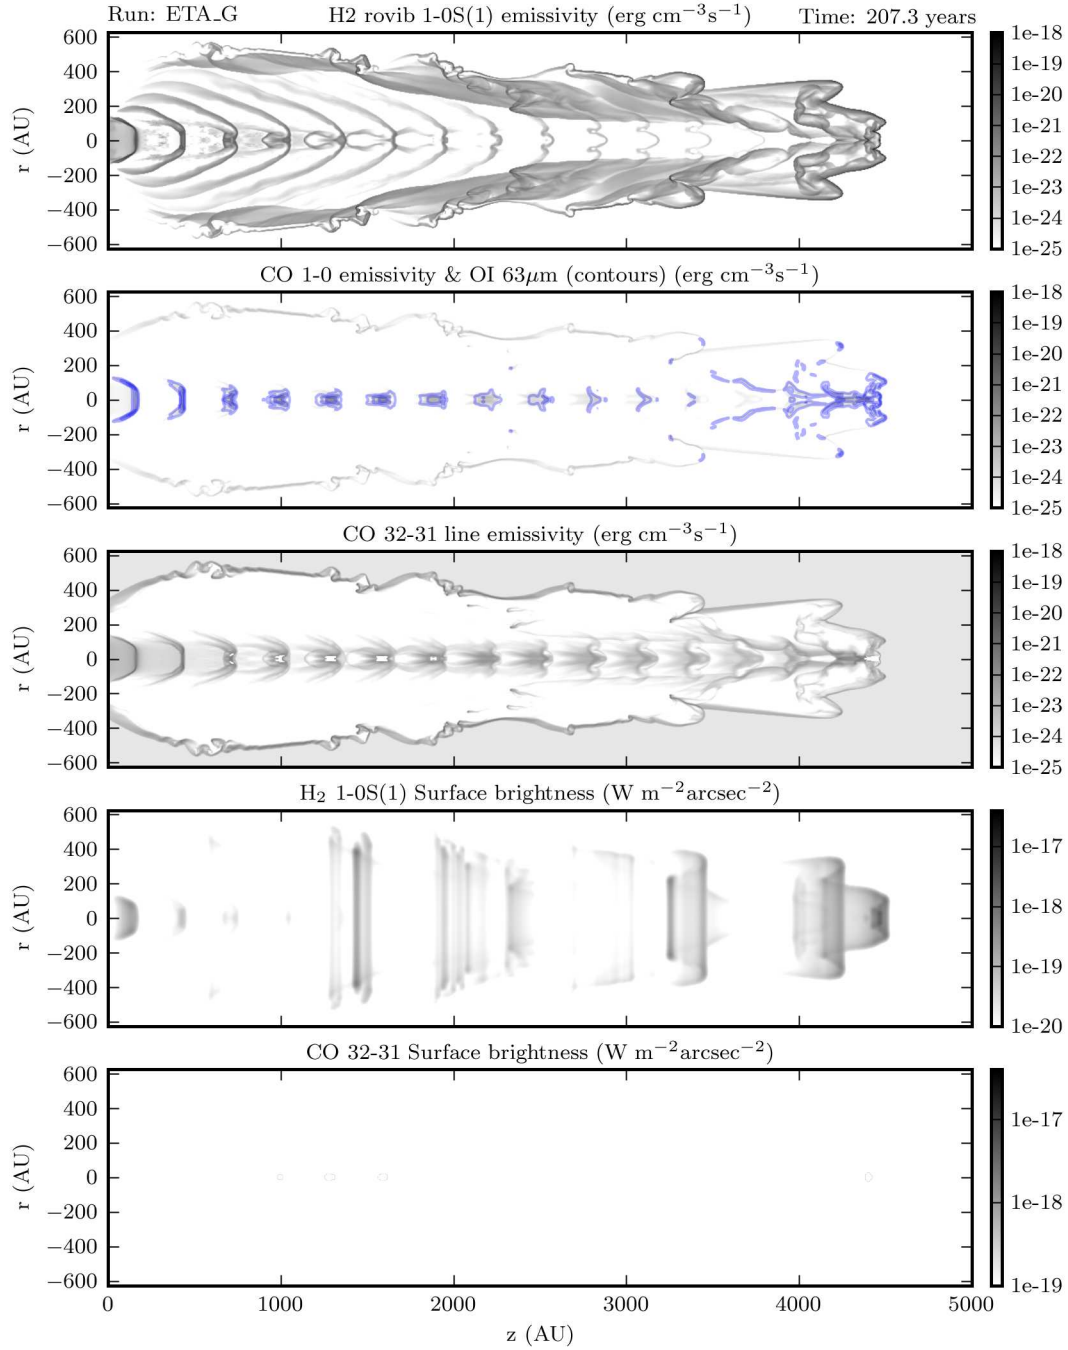 Run: ETA_G H2 rovib 1-0S(1) emissivity (erg cm−3s−1) Time: 207.3 years
600
400
200
0
−200
−400
−600
r (AU)
1e-18
1e-19
1e-20
1e-21
1e-22
1e-23
1e-24
1e-25
CO 1-0 emissivity & OI 63μm (contours) (erg cm−3s−1)
600
400
200
0
−200
−400
−600
r (AU)
1e-18
1e-19
1e-20
1e-21
1e-22
1e-23
1e-24
1e-25
CO 32-31 line emissivity (erg cm−3s−1)
600
400
200
0
−200
−400
−600
r (AU)
1e-18
1e-19
1e-20
1e-21
1e-22
1e-23
1e-24
1e-25
H2 1-0S(1) Surface brightness (W m−2arcsec−2)
600
400
200
0
−200
−400
−600
r (AU)
1e-17
1e-18
1e-19
1e-20
CO 32-31 Surface brightness (W m−2arcsec−2)
600
400
200
0
−200
−400
−600
r (AU)
1e-17
1e-18
1e-19
0 1000 2000 3000 4000 5000
z (AU)